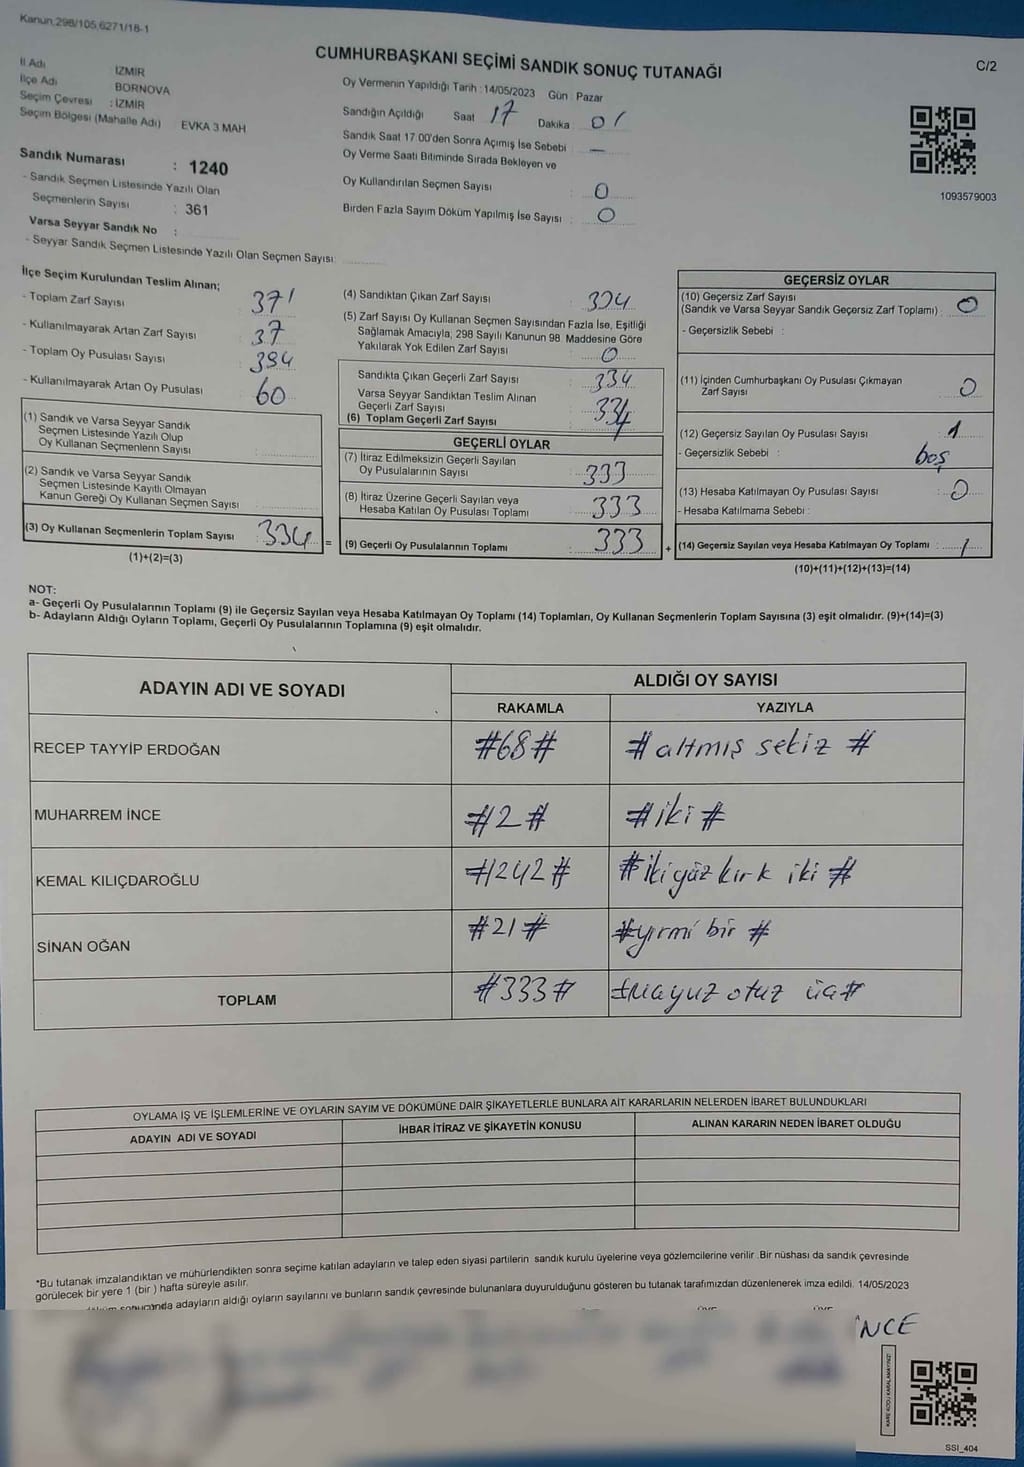 Kanun,298/105,6271/18-1
CUMHURBAŞKANI SEÇİMİ SANDIK SONUÇ TUTANAĞI
C/2
İl Adı İZMİR
İlçe Adı BORNOVA
Seçim Çevresi : İZMİR
Seçim Bölgesi (Mahalle Adı) EVKA 3 MAH.
Oy Vermenin Yapıldığı Tarih : 14/05/2023 Gün : Pazar
Sandığın Açıldığı Saat 17 Dakika : 01
Sandık Saat 17.00'den Sonra Açımış İse Sebebi : —
Oy Verme Saati Bitiminde Sırada Bekleyen ve
Oy Kullandırılan Seçmen Sayısı : 0
Birden Fazla Sayım Döküm Yapılmış İse Sayısı : 0
1093579003
Sandık Numarası : 1240
- Sandık Seçmen Listesinde Yazılı Olan
Seçmenlerin Sayısı : 361
Varsa Seyyar Sandık No :
- Seyyar Sandık Seçmen Listesinde Yazılı Olan Seçmen Sayısı:
İlçe Seçim Kurulundan Teslim Alınan;
- Toplam Zarf Sayısı 371
- Kullanılmayarak Artan Zarf Sayısı 37
- Toplam Oy Pusulası Sayısı 394
- Kullanılmayarak Artan Oy Pusulası 60
(1) Sandık ve Varsa Seyyar Sandık
Seçmen Listesinde Yazılı Olup
Oy Kullanan Seçmenlerin Sayısı :
(2) Sandık ve Varsa Seyyar Sandık
Seçmen Listesinde Kayıtlı Olmayan
Kanun Gereği Oy Kullanan Seçmen Sayısı :
(3) Oy Kullanan Seçmenlerin Toplam Sayısı : 334 =
(1)+(2)=(3)
(4) Sandıktan Çıkan Zarf Sayısı : 334
(5) Zarf Sayısı Oy Kullanan Seçmen Sayısından Fazla İse, Eşitliği
Sağlamak Amacıyla, 298 Sayılı Kanunun 98. Maddesine Göre
Yakılarak Yok Edilen Zarf Sayısı : 0
Sandıkta Çıkan Geçerli Zarf Sayısı : 334
Varsa Seyyar Sandıktan Teslim Alınan
Geçerli Zarf Sayısı
(6) Toplam Geçerli Zarf Sayısı : 334
GEÇERLİ OYLAR
(7) İtiraz Edilmeksizin Geçerli Sayılan
Oy Pusulalarının Sayısı : 333
(8) İtiraz Üzerine Geçerli Sayılan veya
Hesaba Katılan Oy Pusulası Toplamı : 333
(9) Geçerli Oy Pusulalarının Toplamı : 333 +
GEÇERSİZ OYLAR
(10) Geçersiz Zarf Sayısı
(Sandık ve Varsa Seyyar Sandık Geçersiz Zarf Toplamı) : 0
- Geçersizlik Sebebi :
(11) İçinden Cumhurbaşkanı Oy Pusulası Çıkmayan
Zarf Sayısı : 0
(12) Geçersiz Sayılan Oy Pusulası Sayısı : 1
- Geçersizlik Sebebi : boş
(13) Hesaba Katılmayan Oy Pusulası Sayısı : 0
- Hesaba Katılmama Sebebi :
(14) Geçersiz Sayılan veya Hesaba Katılmayan Oy Toplamı : 1
(10)+(11)+(12)+(13)=(14)
NOT:
a- Geçerli Oy Pusulalarının Toplamı (9) ile Geçersiz Sayılan veya Hesaba Katılmayan Oy Toplamı (14) Toplamları, Oy Kullanan Seçmenlerin Toplam Sayısına (3) eşit olmalıdır. (9)+(14)=(3)
b- Adayların Aldığı Oyların Toplamı, Geçerli Oy Pusulalarının Toplamına (9) eşit olmalıdır.
ADAYIN ADI VE SOYADI ALDIĞI OY SAYISI
RAKAMLA YAZIYLA
RECEP TAYYİP ERDOĞAN #68# # altmış sekiz #
MUHARREM İNCE #2# #iki#
KEMAL KILIÇDAROĞLU #242# #ikiyüz kırk iki #
SİNAN OĞAN #21# #yirmi bir #
TOPLAM #333# otuz üç#
OYLAMA İŞ VE İŞLEMLERİNE VE OYLARIN SAYIM VE DÖKÜMÜNE DAİR ŞİKAYETLERLE BUNLARA AİT KARARLARIN NELERDEN İBARET BULUNDUKLARI
ADAYIN ADI VE SOYADI İHBAR İTİRAZ VE ŞİKAYETİN KONUSU ALINAN KARARIN NEDEN İBARET OLDUĞU
*Bu tutanak imzalandıktan ve mühürlendikten sonra seçime katılan adayların ve talep eden siyasi partilerin sandık kurulu üyelerine veya gözlemcilerine verilir .Bir nüshası da sandık çevresinde
görülecek bir yere 1 (bir ) hafta süreyle asılır.
sonucunda adayların aldığı oyların sayılarını ve bunların sandık çevresinde bulunanlara duyurulduğunu gösteren bu tutanak tarafımızdan düzenlenerek imza edildi. 14/05/2023
İNCE
KARE KODU KARALAMAYINIZ!
SSİ_404